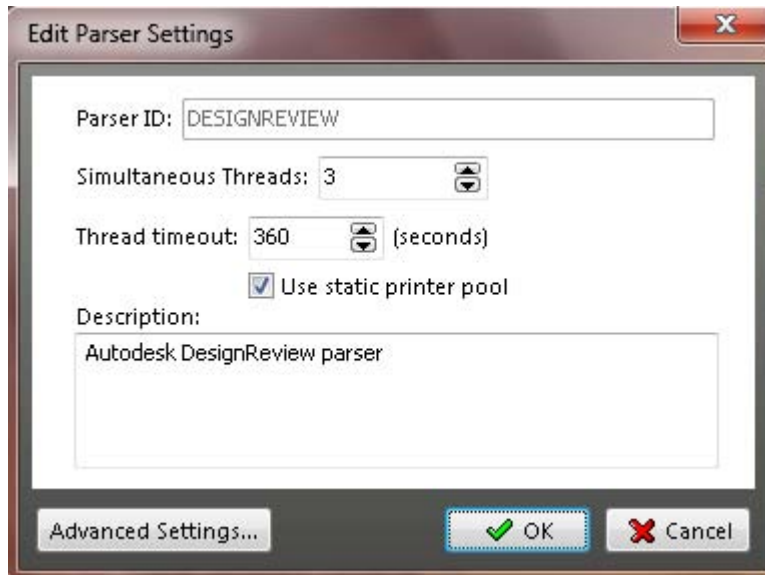 Edit Parser Settings
Parser ID: DESIGNREVIEW
Simultaneous Threads: 3
Thread timeout: 360 (seconds)
Use static printer pool
Description:
Autodesk DesignReview parser
Advanced Settings... OK Cancel